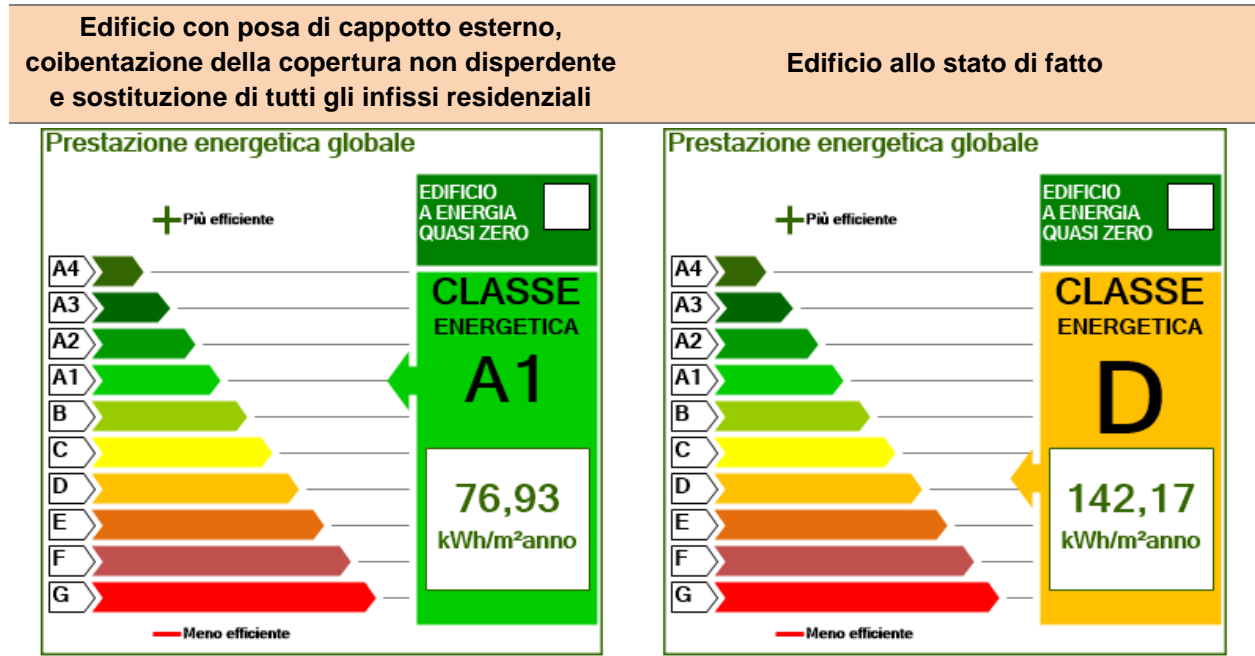 Edificio con posa di cappotto esterno,
coibentazione della copertura non disperdente
e sostituzione di tutti gli infissi residenziali
Edificio allo stato di fatto
Prestazione energetica globale
EDIFICIO
A ENERGIA
QUASI ZERO
Più efficiente
A4
A3
A2
A1
B
C
D
E
F
G
CLASSE
ENERGETICA
A1
76,93
kWh/m²anno
Meno efficiente
Prestazione energetica globale
EDIFICIO
A ENERGIA
QUASI ZERO
Più efficiente
A4
A3
A2
A1
B
C
D
E
F
G
CLASSE
ENERGETICA
D
142,17
kWh/m²anno
Meno efficiente